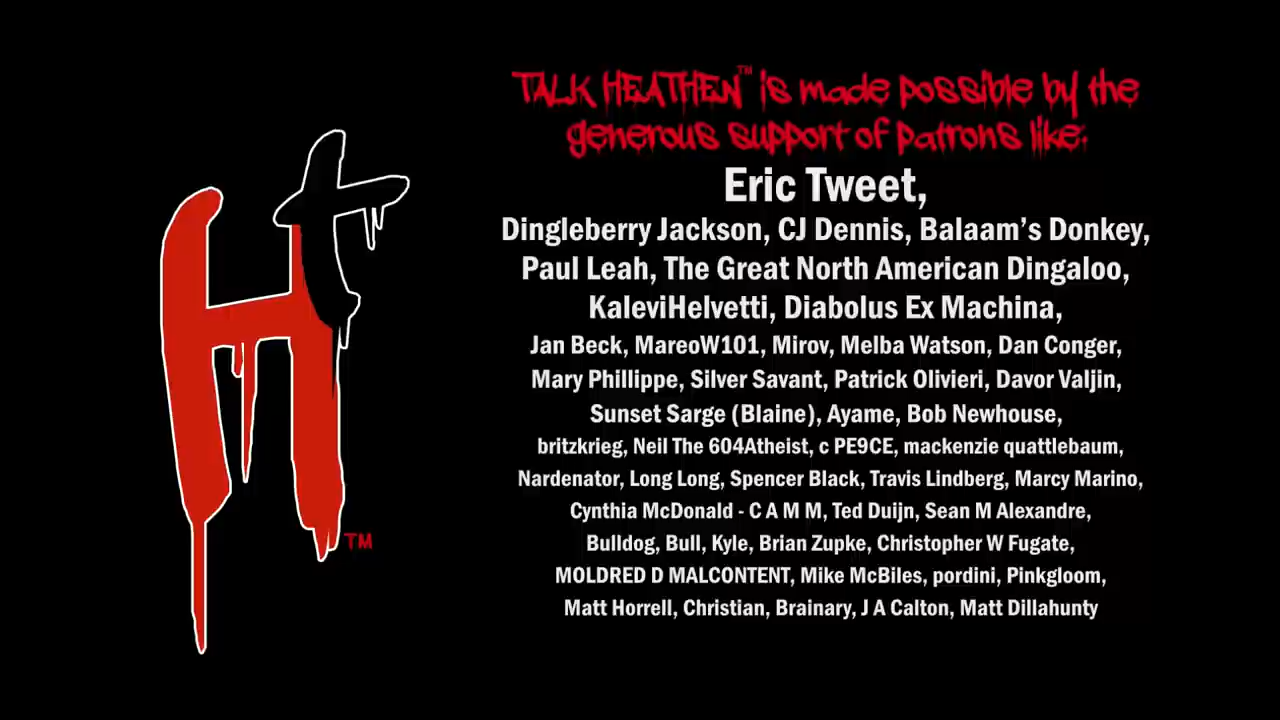 TALK HEATHEN™ is made possible by the
generous support of patrons like:
Eric Tweet,
Dingleberry Jackson, CJ Dennis, Balaam's Donkey,
Paul Leah, The Great North American Dingaloo,
KaleviHelvetti, Diabolus Ex Machina,
Jan Beck, MareoW101, Mirov, Melba Watson, Dan Conger,
Mary Phillippe, Silver Savant, Patrick Olivieri, Davor Valjin,
Sunset Sarge (Blaine), Ayame, Bob Newhouse,
britzkrieg, Neil The 604Atheist, c PE9CE, mackenzie quattlebaum,
Nardenator, Long Long, Spencer Black, Travis Lindberg, Marcy Marino,
Cynthia McDonald - C A M M, Ted Duijn, Sean M Alexandre,
Bulldog, Bull, Kyle, Brian Zupke, Christopher W Fugate,
MOLDRED D MALCONTENT, Mike McBiles, pordini, Pinkgloom,
Matt Horrell, Christian, Brainary, J A Calton, Matt Dillahunty
Ht
TM